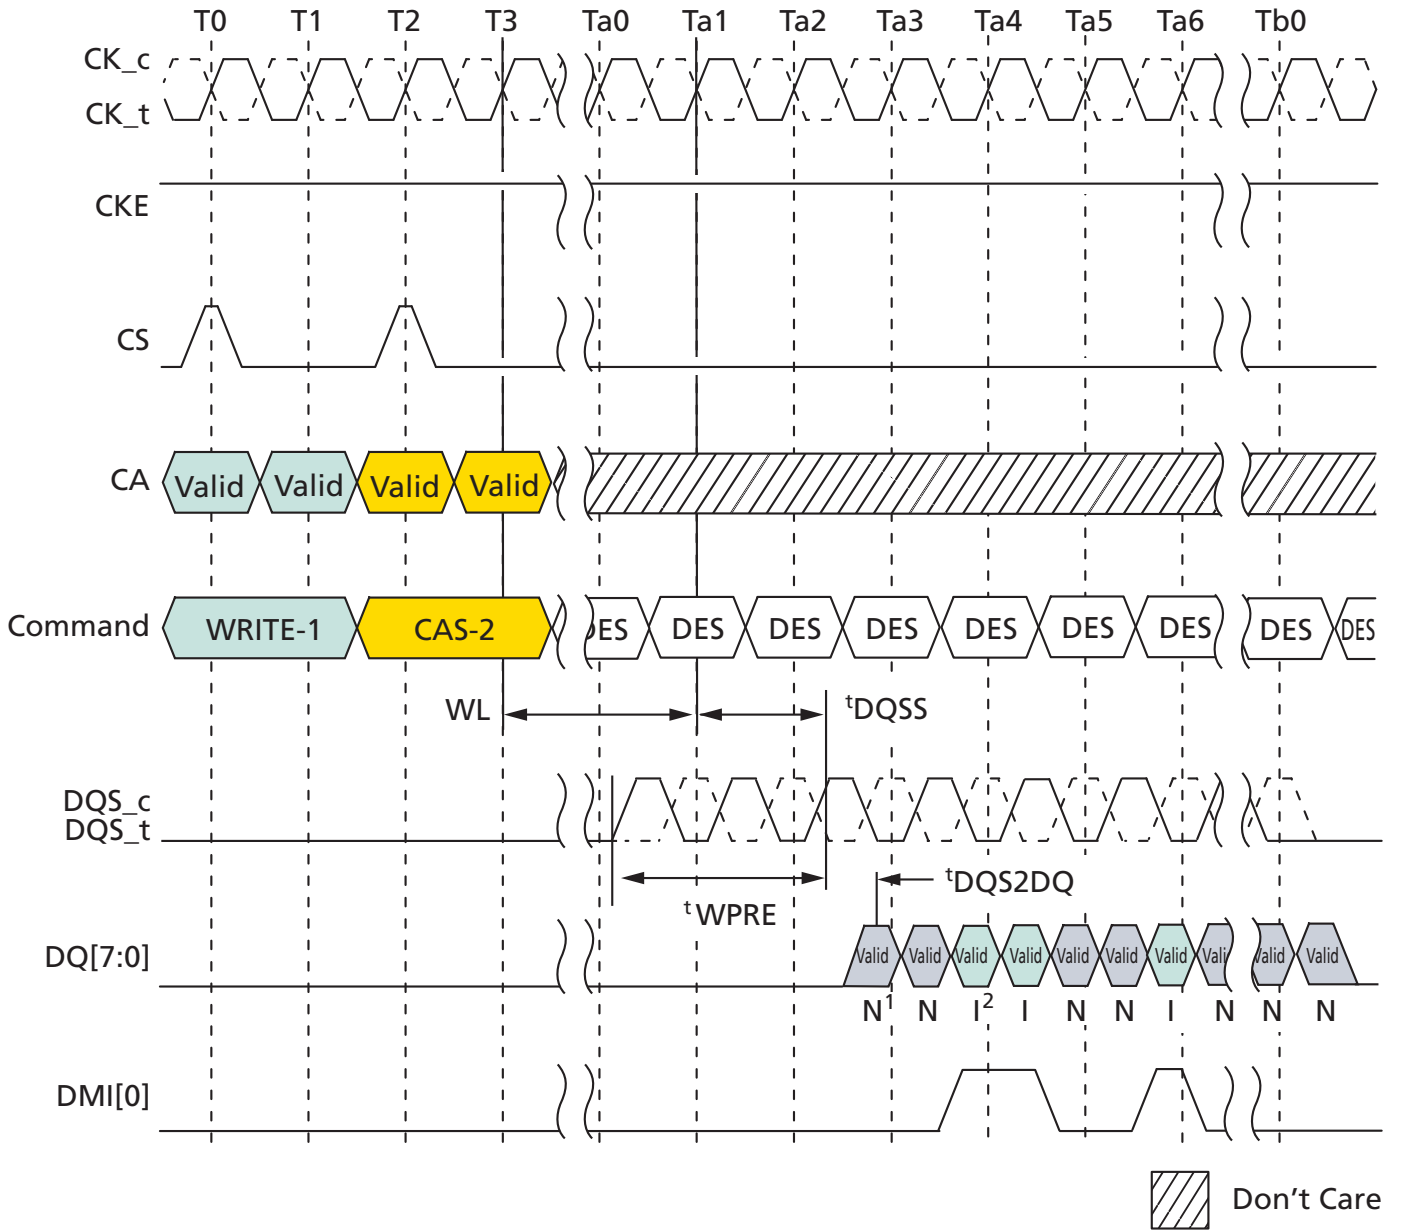 T0 T1 T2 T3 Ta0 Ta1 Ta2 Ta3 Ta4 Ta5 Ta6 Tb0
CK_c
CK_t
CKE
CS
CA Valid Valid Valid Valid
Command WRITE-1 CAS-2 DES DES DES DES DES DES DES DES DES
WL tDQSS
DQS_c
DQS_t
tDQS2DQ
tWPRE
DQ[7:0] Valid Valid Valid Valid Valid Valid Valid Vali Valid Valid
N1 N I2 I N N I N N N
DMI[0]
Don't Care